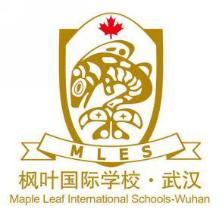 MLES
枫叶国际学校·武汉
Maple Leaf International Schools-Wuhan